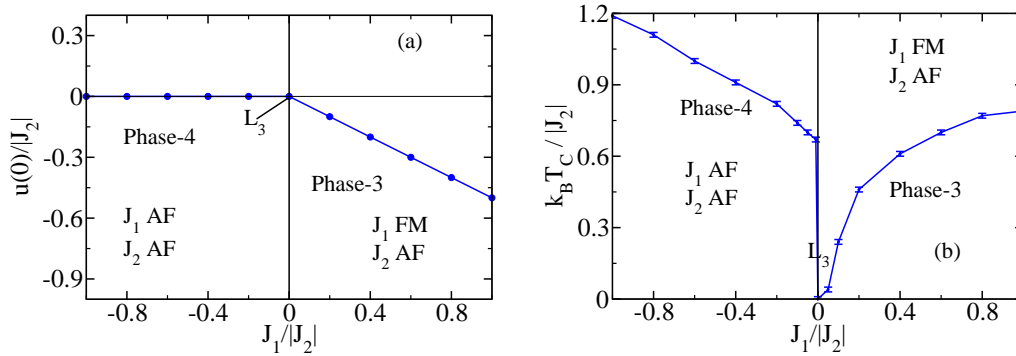 (a)
0.3
0
-0.3
-0.6
-0.9
u(0)/|J2|
L3
Phase-4
Phase-3
J1 AF
J2 AF
J1 FM
J2 AF
-0.8 -0.4 0 0.4 0.8
J1/|J2|
1.2
0.9
0.6
0.3
0
kBTC / |J2|
J1 FM
J2 AF
Phase-4
J1 AF
J2 AF
Phase-3
L3
(b)
-0.8 -0.4 0 0.4 0.8
J1/|J2|